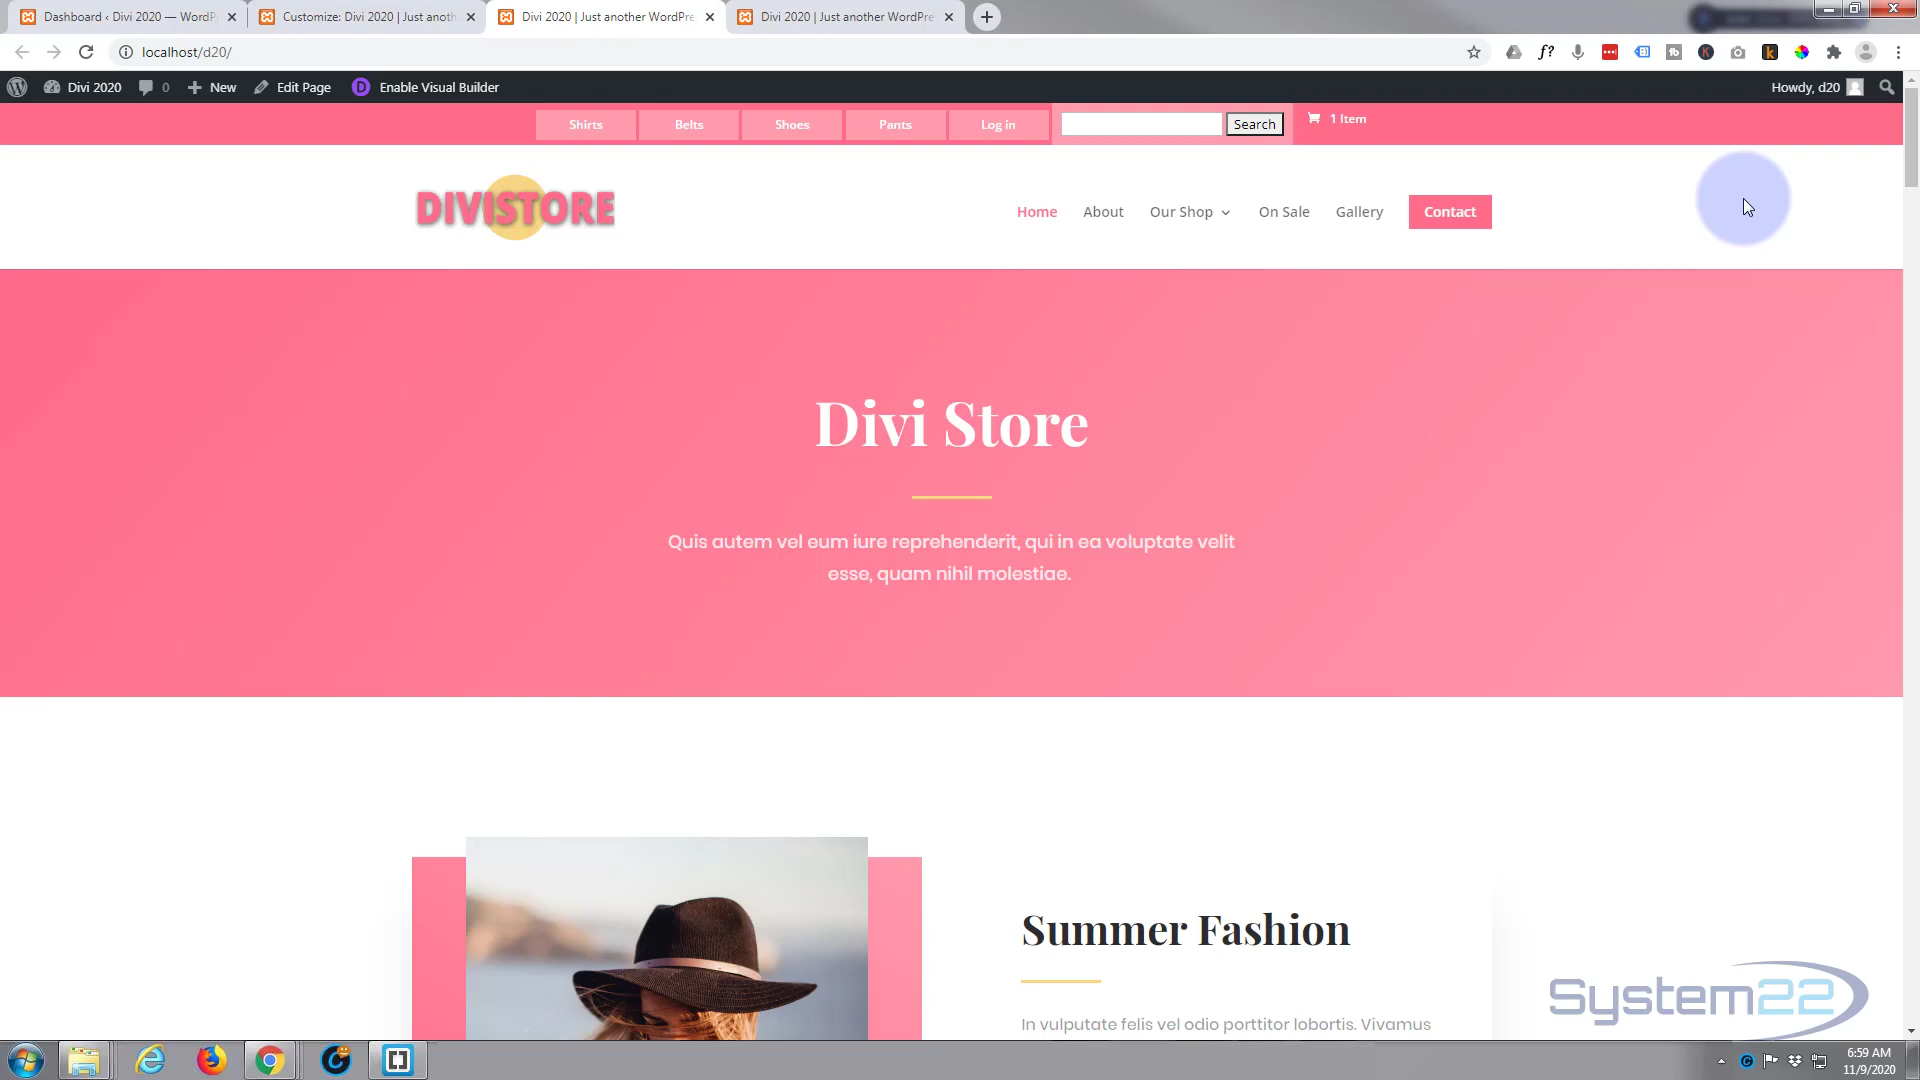 Dashboard ‹ Divi 2020 — WordP
Customize: Divi 2020 | Just anoth
Divi 2020 | Just another WordPre
Divi 2020 | Just another WordPre
localhost/d20/
Divi 2020
0
New
Edit Page
Enable Visual Builder
Howdy, d20
Shirts
Belts
Shoes
Pants
Log in
Search
1 Item
DIVISTORE
Home
About
Our Shop
On Sale
Gallery
Contact
Divi Store
Quis autem vel eum iure reprehenderit, qui in ea voluptate velit
esse, quam nihil molestiae.
Summer Fashion
In vulputate felis vel odio porttitor lobortis. Vivamus
System22
6:59 AM
11/9/2020